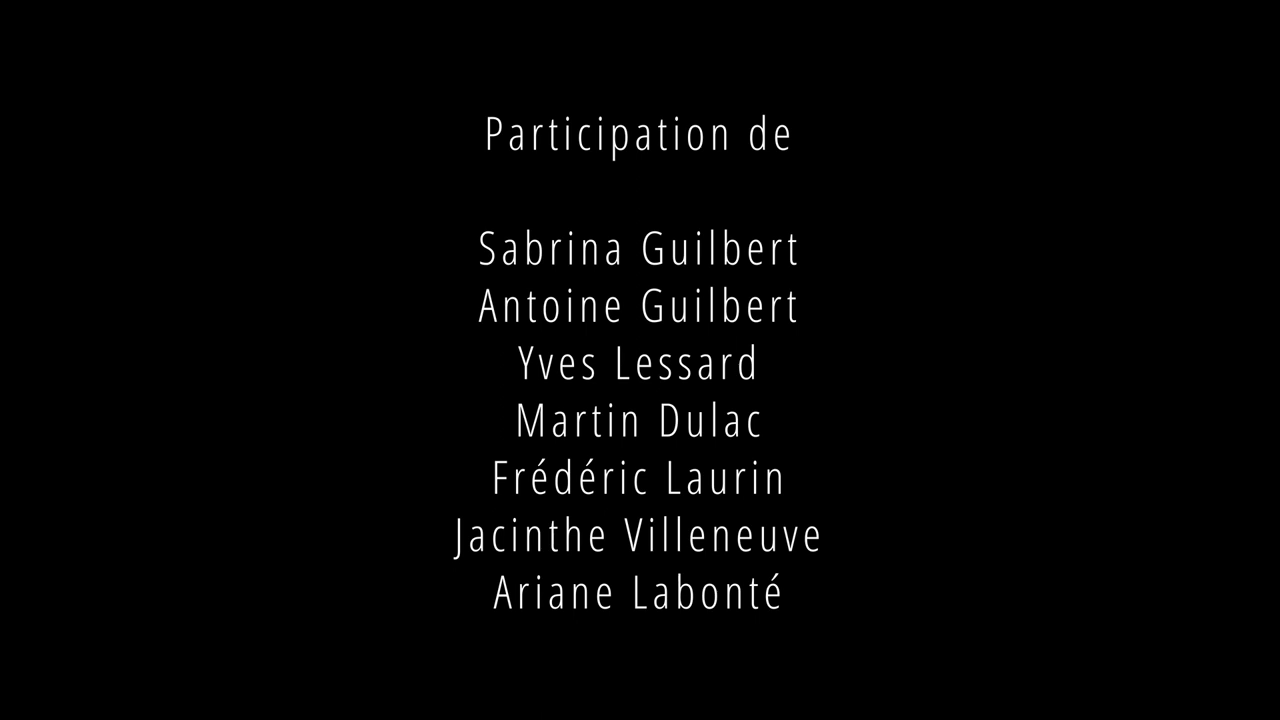 Participation de
Sabrina Guilbert
Antoine Guilbert
Yves Lessard
Martin Dulac
Frédéric Laurin
Jacinthe Villeneuve
Ariane Labonté